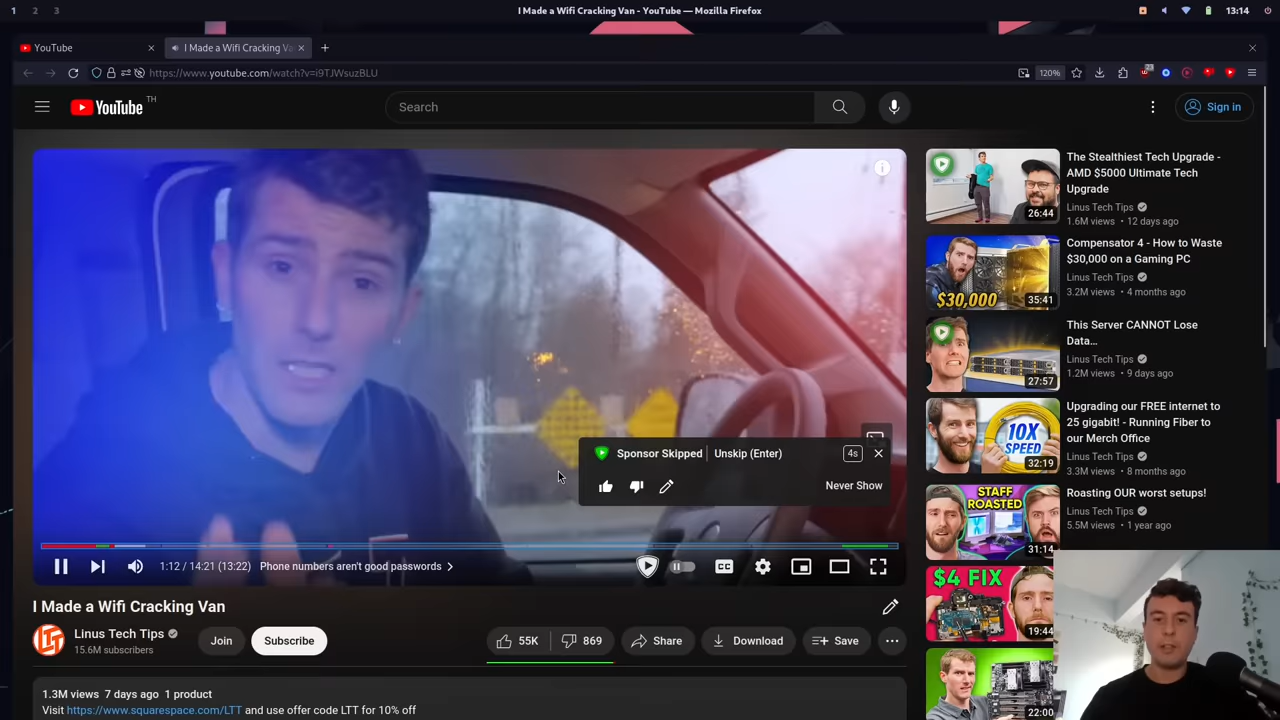 1
2
3
I Made a Wifi Cracking Van - YouTube — Mozilla Firefox
13:14
YouTube
I Made a Wifi Cracking Va
https://www.youtube.com/watch?v=i9TJWsuzBLU
120%
23
YouTube TH
Search
Sign in
Sponsor Skipped
Unskip (Enter)
4s
Never Show
1:12 / 14:21 (13:22)
Phone numbers aren't good passwords
CC
I Made a Wifi Cracking Van
Linus Tech Tips
15.6M subscribers
Join
Subscribe
55K
869
Share
Download
Save
1.3M views 7 days ago 1 product
Visit https://www.squarespace.com/LTT and use offer code LTT for 10% off
26:44
The Stealthiest Tech Upgrade -
AMD $5000 Ultimate Tech
Upgrade
Linus Tech Tips
1.6M views • 12 days ago
$30,000
35:41
Compensator 4 - How to Waste
$30,000 on a Gaming PC
Linus Tech Tips
3.2M views • 4 months ago
27:57
This Server CANNOT Lose
Data...
Linus Tech Tips
1.2M views • 9 days ago
10X
SPEED
32:19
Upgrading our FREE internet to
25 gigabit! - Running Fiber to
our Merch Office
Linus Tech Tips
3.3M views • 8 months ago
STAFF
ROASTED
31:14
Roasting OUR worst setups!
Linus Tech Tips
5.5M views • 1 year ago
$4 FIX
19:44
22:00